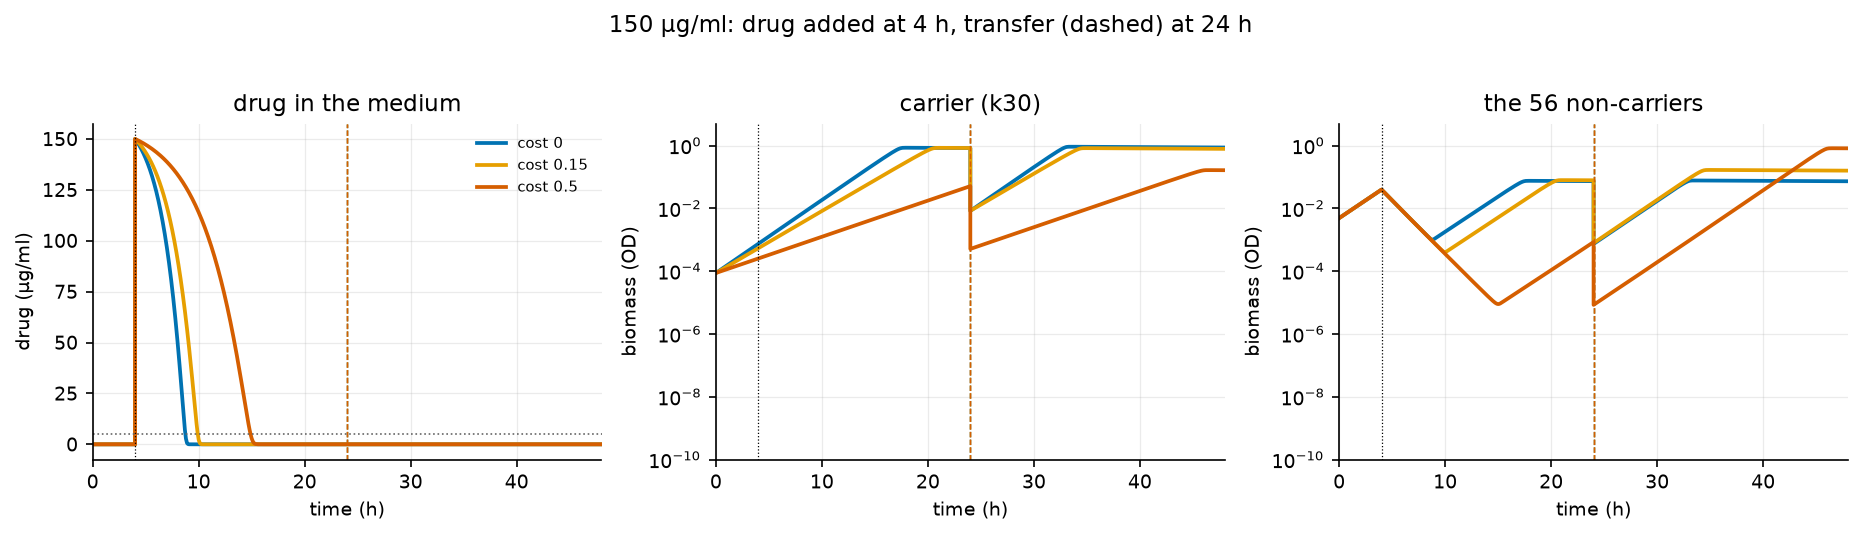 150 µg/ml: drug added at 4 h, transfer (dashed) at 24 h
drug in the medium
drug (µg/ml)
150
125
100
75
50
25
0
cost 0
cost 0.15
cost 0.5
0 10 20 30 40
time (h)
carrier (k30)
biomass (OD)
10⁰
10⁻²
10⁻⁴
10⁻⁶
10⁻⁸
10⁻¹⁰
0 10 20 30 40
time (h)
the 56 non-carriers
biomass (OD)
10⁰
10⁻²
10⁻⁴
10⁻⁶
10⁻⁸
10⁻¹⁰
0 10 20 30 40
time (h)